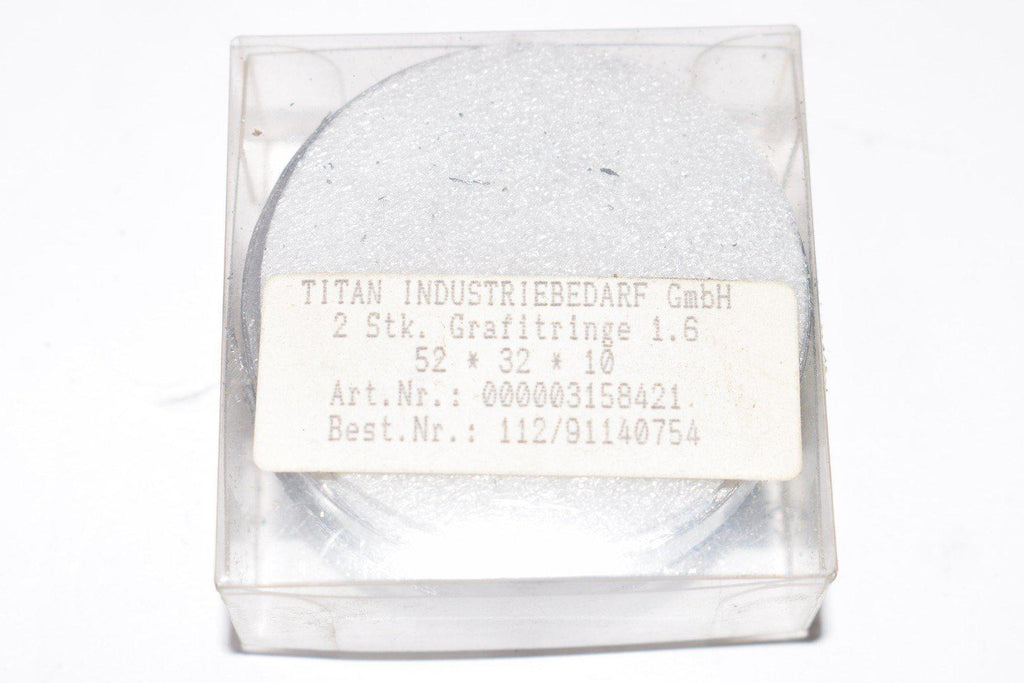 TITAN INDUSTRIEBEDARF GmbH
2 Stk. Grafitringe 1.6
52 * 32 * 10
Art.Nr.: 000003158421
Best.Nr.: 112/91140754